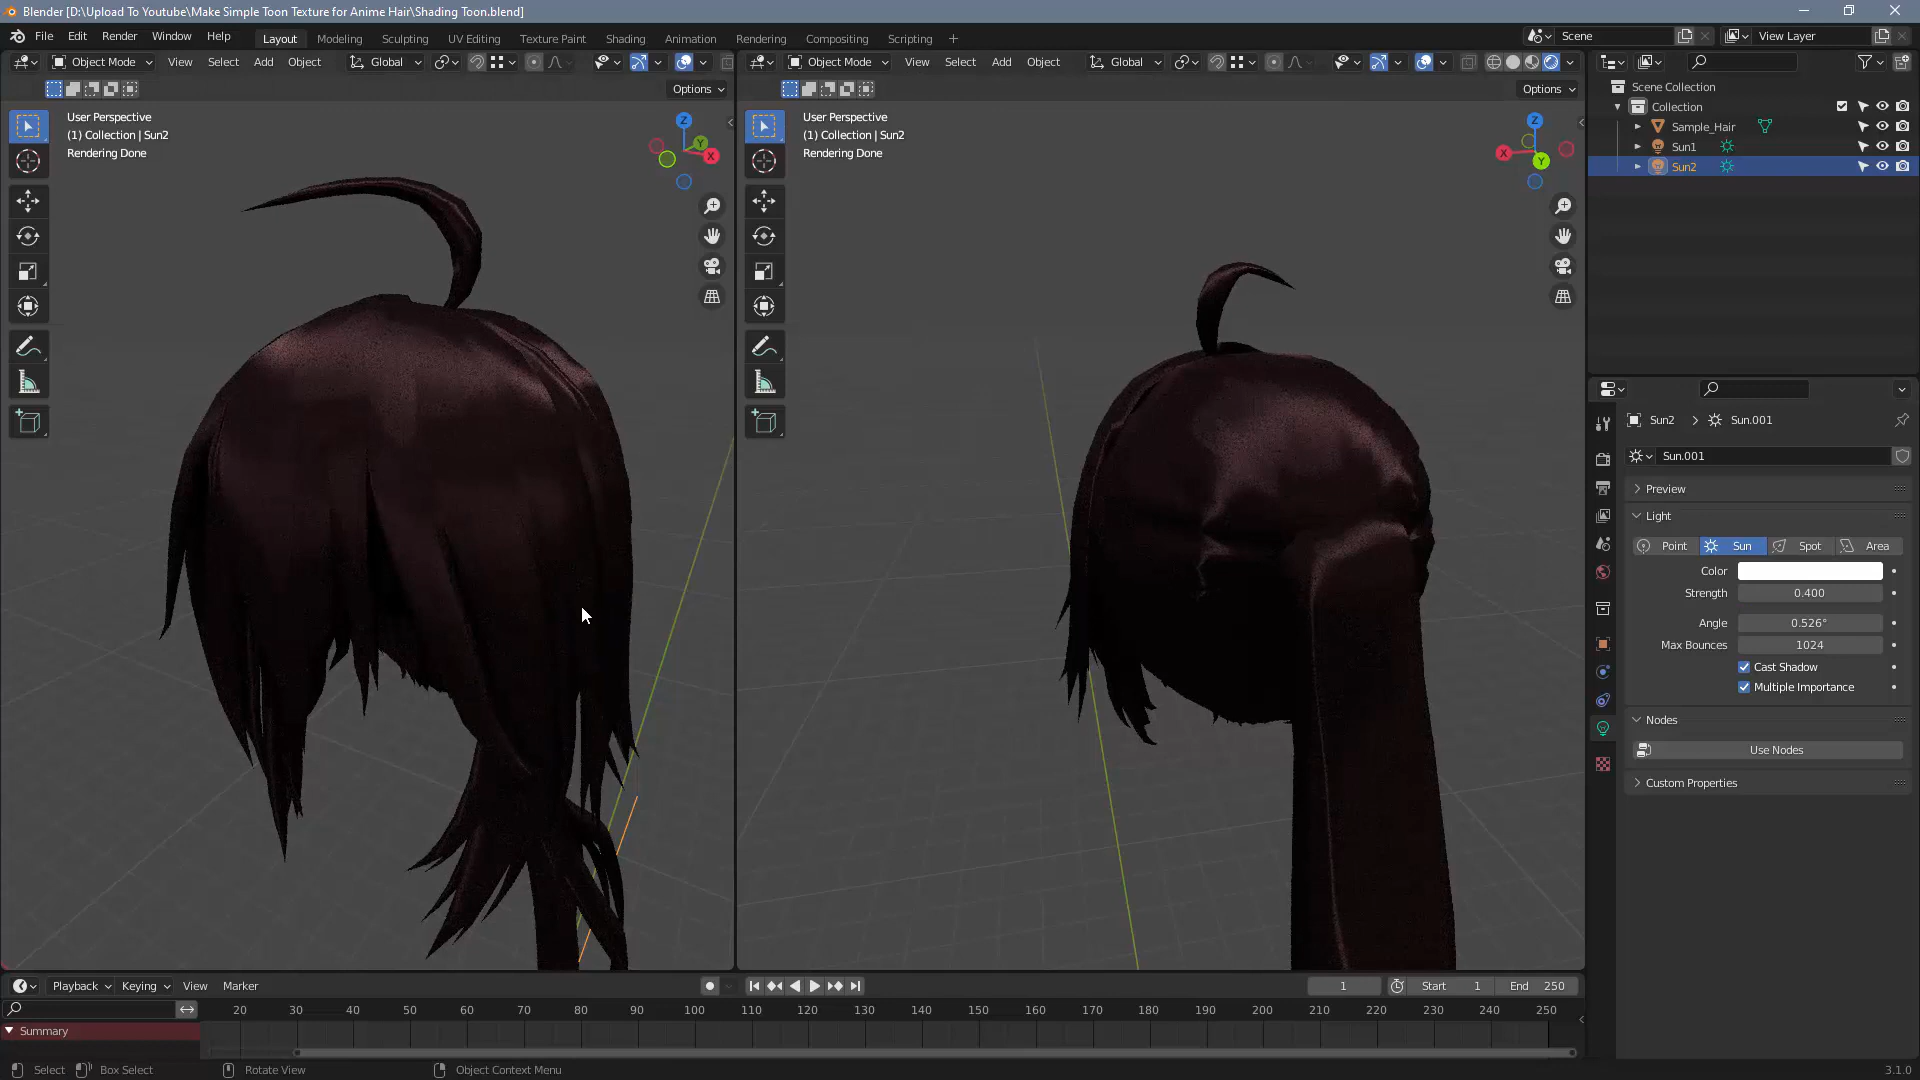 Blender [D:\Upload To Youtube\Make Simple Toon Texture for Anime Hair\Shading Toon.blend]
File Edit Render Window Help Layout Modeling Sculpting UV Editing Texture Paint Shading Animation Rendering Compositing Scripting + Scene View Layer
Object Mode View Select Add Object Global
Object Mode View Select Add Object Global
Options
Options
User Perspective
(1) Collection | Sun2
Rendering Done
Z
Y
X
User Perspective
(1) Collection | Sun2
Rendering Done
Z
X
Y
Scene Collection
Collection
Sample_Hair
Sun1
Sun2
Sun2 > Sun.001
Sun.001
Preview
Light
Point Sun Spot Area
Color
Strength 0.400
Angle 0.526°
Max Bounces 1024
Cast Shadow
Multiple Importance
Nodes
Use Nodes
Custom Properties
Playback Keying View Marker 1 Start 1 End 250
20 30 40 50 60 70 80 90 100 110 120 130 140 150 160 170 180 190 200 210 220 230 240 250
Summary
Select Box Select Rotate View Object Context Menu 3.1.0